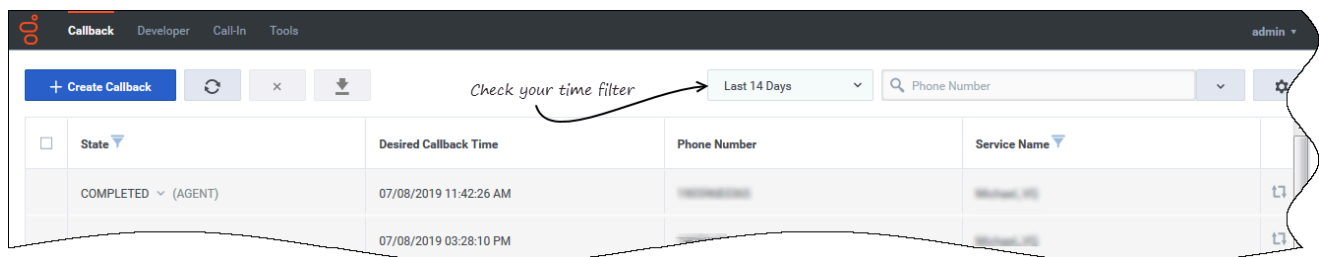 Callback Developer Call-In Tools admin
+ Create Callback Check your time filter Last 14 Days Phone Number
State Desired Callback Time Phone Number Service Name
COMPLETED (AGENT) 07/08/2019 11:42:26 AM
07/08/2019 03:28:10 PM